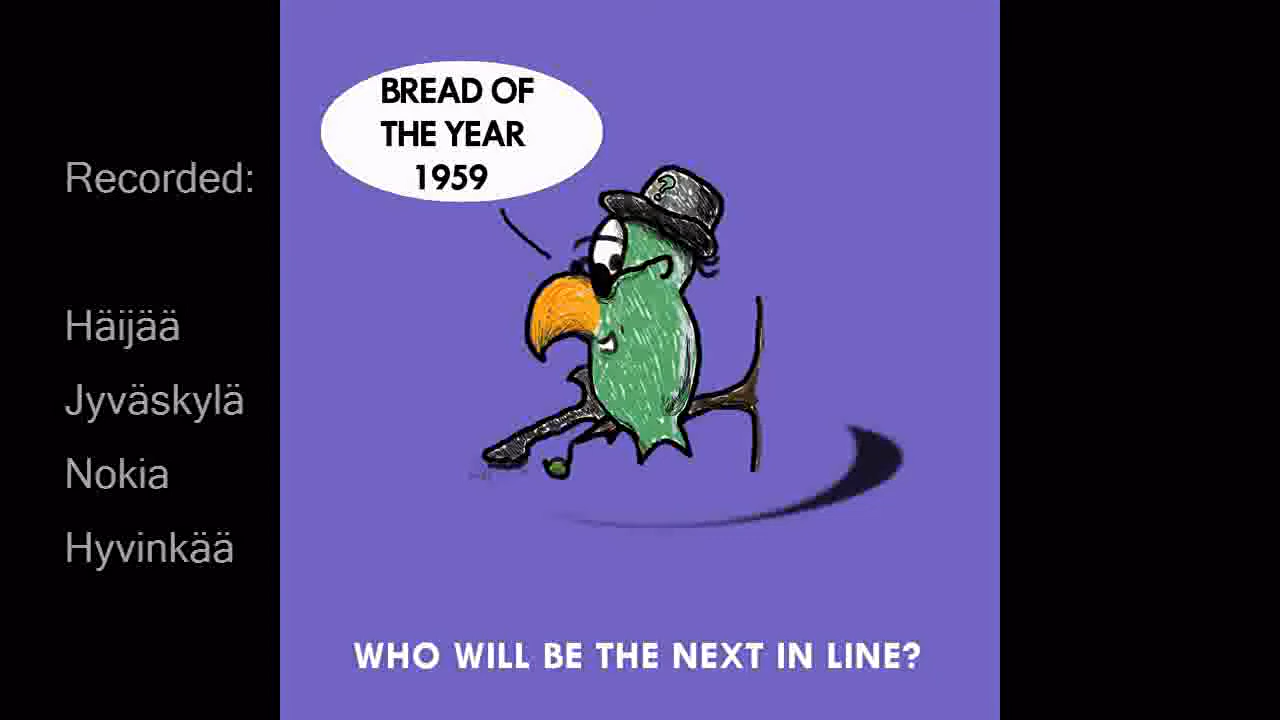 Recorded:
Häijää
Jyväskylä
Nokia
Hyvinkää
BREAD OF
THE YEAR
1959
?
WHO WILL BE THE NEXT IN LINE?